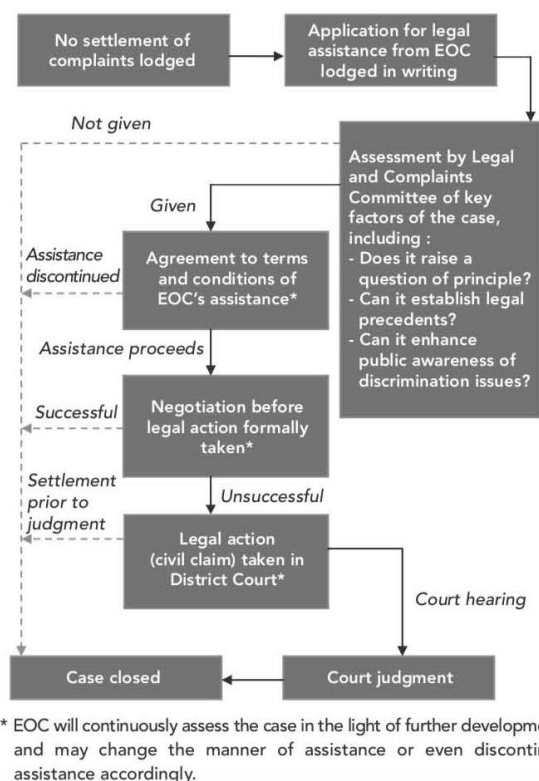 No settlement of
complaints lodged
Application for legal
assistance from EOC
lodged in writing
Not given
Assessment by Legal
and Complaints
Committee of key
factors of the case,
including :
- Does it raise a
question of principle?
- Can it establish legal
precedents?
- Can it enhance
public awareness of
discrimination issues?
Given
Assistance
discontinued
Agreement to terms
and conditions of
EOC's assistance*
Assistance proceeds
Successful
Negotiation before
legal action formally
taken*
Settlement
prior to
judgment
Unsuccessful
Legal action
(civil claim) taken in
District Court*
Court hearing
Case closed
Court judgment
* EOC will continuously assess the case in the light of further
and may change the manner of assistance or even
assistance accordingly.